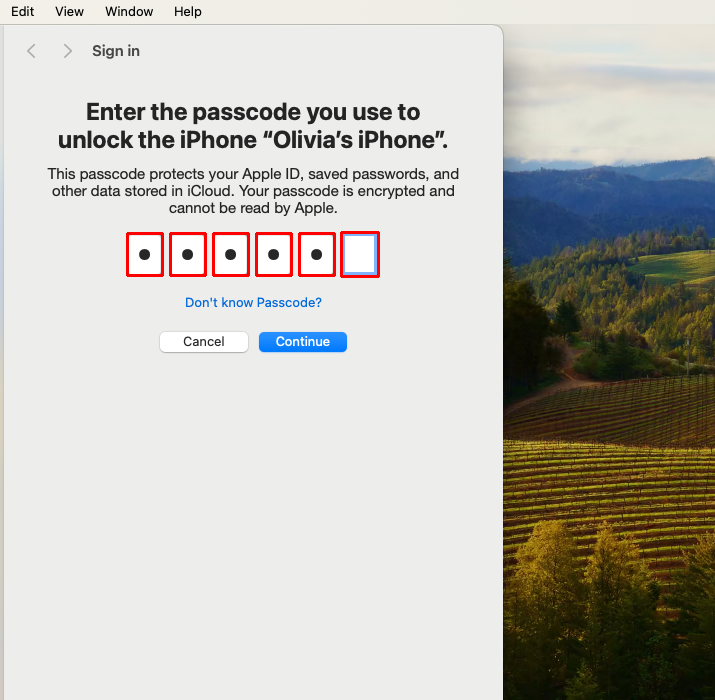 Edit View Window Help
Sign in
Enter the passcode you use to
unlock the iPhone “Olivia’s iPhone”.
This passcode protects your Apple ID, saved passwords, and
other data stored in iCloud. Your passcode is encrypted and
cannot be read by Apple.
Don't know Passcode?
Cancel Continue